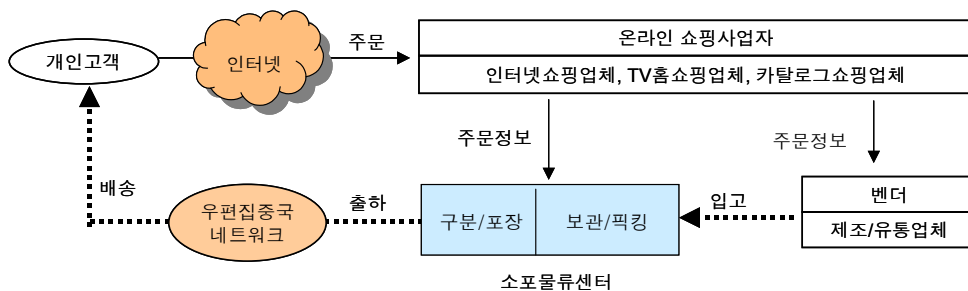 개인고객
인터넷
주문
온라인 쇼핑사업자
인터넷쇼핑업체, TV홈쇼핑업체, 카탈로그쇼핑업체
주문정보
주문정보
배송
우편집중국
네트워크
출하
구분/포장
보관/픽킹
입고
벤더
제조/유통업체
소포물류센터